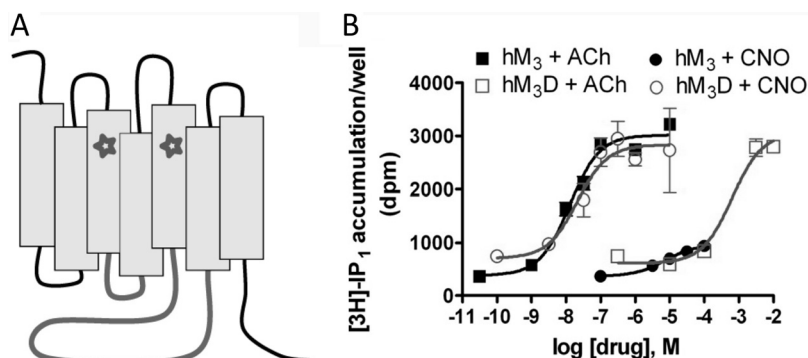 A
B
hM₃ + ACh
hM₃ + CNO
hM₃D + ACh
hM₃D + CNO
[3H]-IP₁ accumulation/well
(dpm)
4000
3000
2000
1000
0
-11 -10 -9 -8 -7 -6 -5 -4 -3 -2
log [drug], M